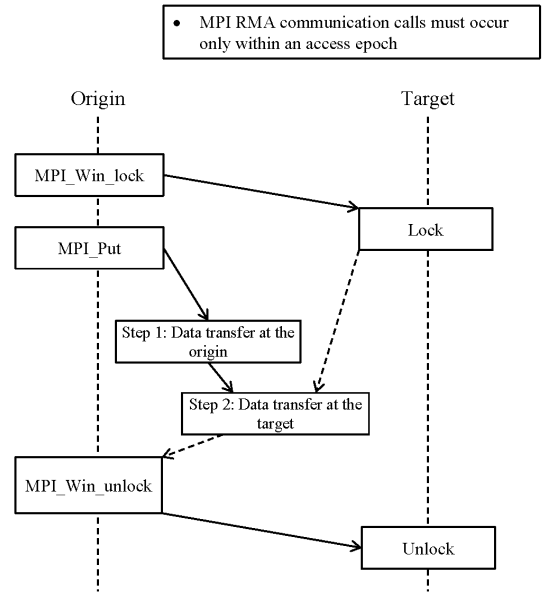 • MPI RMA communication calls must occur
only within an access epoch
Origin
Target
MPI_Win_lock
Lock
MPI_Put
Step 1: Data transfer at the
origin
Step 2: Data transfer at the
target
MPI_Win_unlock
Unlock